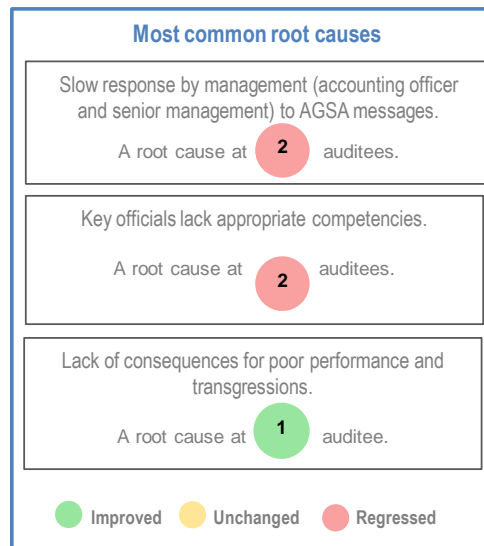 Most common root causes
Slow response by management (accounting officer
and senior management) to AGSA messages.
A root cause at 2 auditees.
Key officials lack appropriate competencies.
A root cause at 2 auditees.
Lack of consequences for poor performance and
transgressions.
A root cause at 1 auditee.
Improved Unchanged Regressed